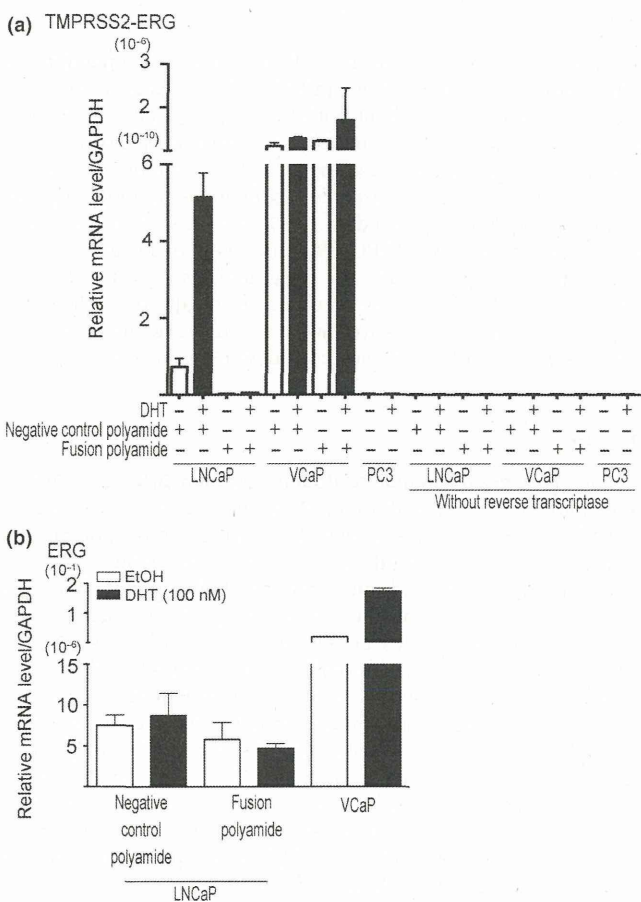 (a) TMPRSS2-ERG
(10⁻⁶)
3
2
1
(10⁻¹⁰)
6
4
2
Relative mRNA level/GAPDH
DHT – + – + – + – + – + – + – + – + – + – +
Negative control polyamide + + – – + + – – – – + + – – + + – – – –
Fusion polyamide – – + + – – + + – – – – + + – – + + – –
LNCaP VCaP PC3 LNCaP VCaP PC3
Without reverse transcriptase
(b) ERG
(10⁻¹)
2
1
(10⁻⁶)
15
10
5
Relative mRNA level/GAPDH
EtOH
DHT (100 nM)
Negative control polyamide
Fusion polyamide
VCaP
LNCaP